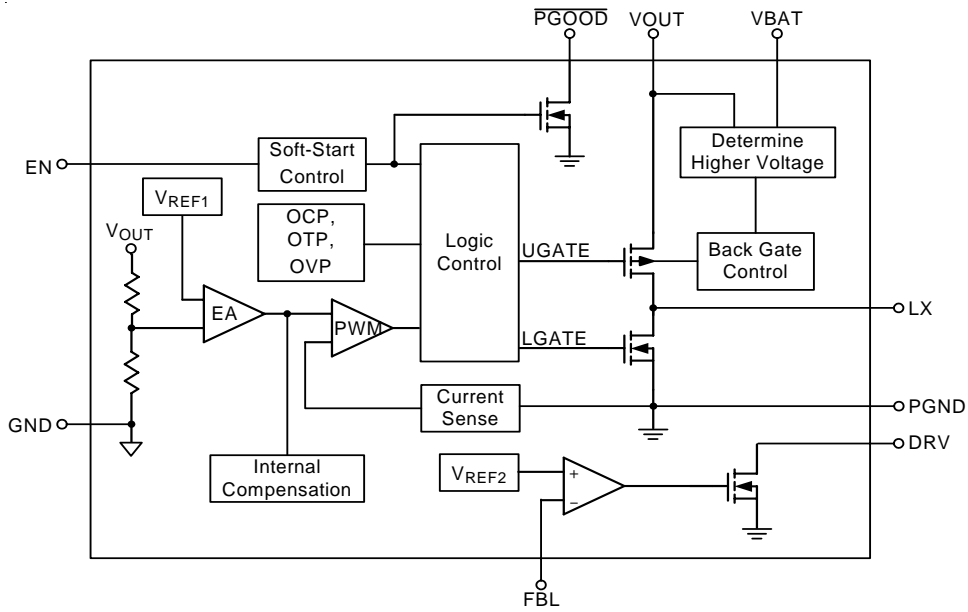 PGOOD VOUT VBAT
EN
Soft-Start
Control
Determine
Higher Voltage
VREF1
VOUT
OCP,
OTP,
OVP
Logic
Control
UGATE
Back Gate
Control
EA
PWM
LX
LGATE
Current
Sense
PGND
GND
DRV
Internal
Compensation
VREF2
+
−
FBL